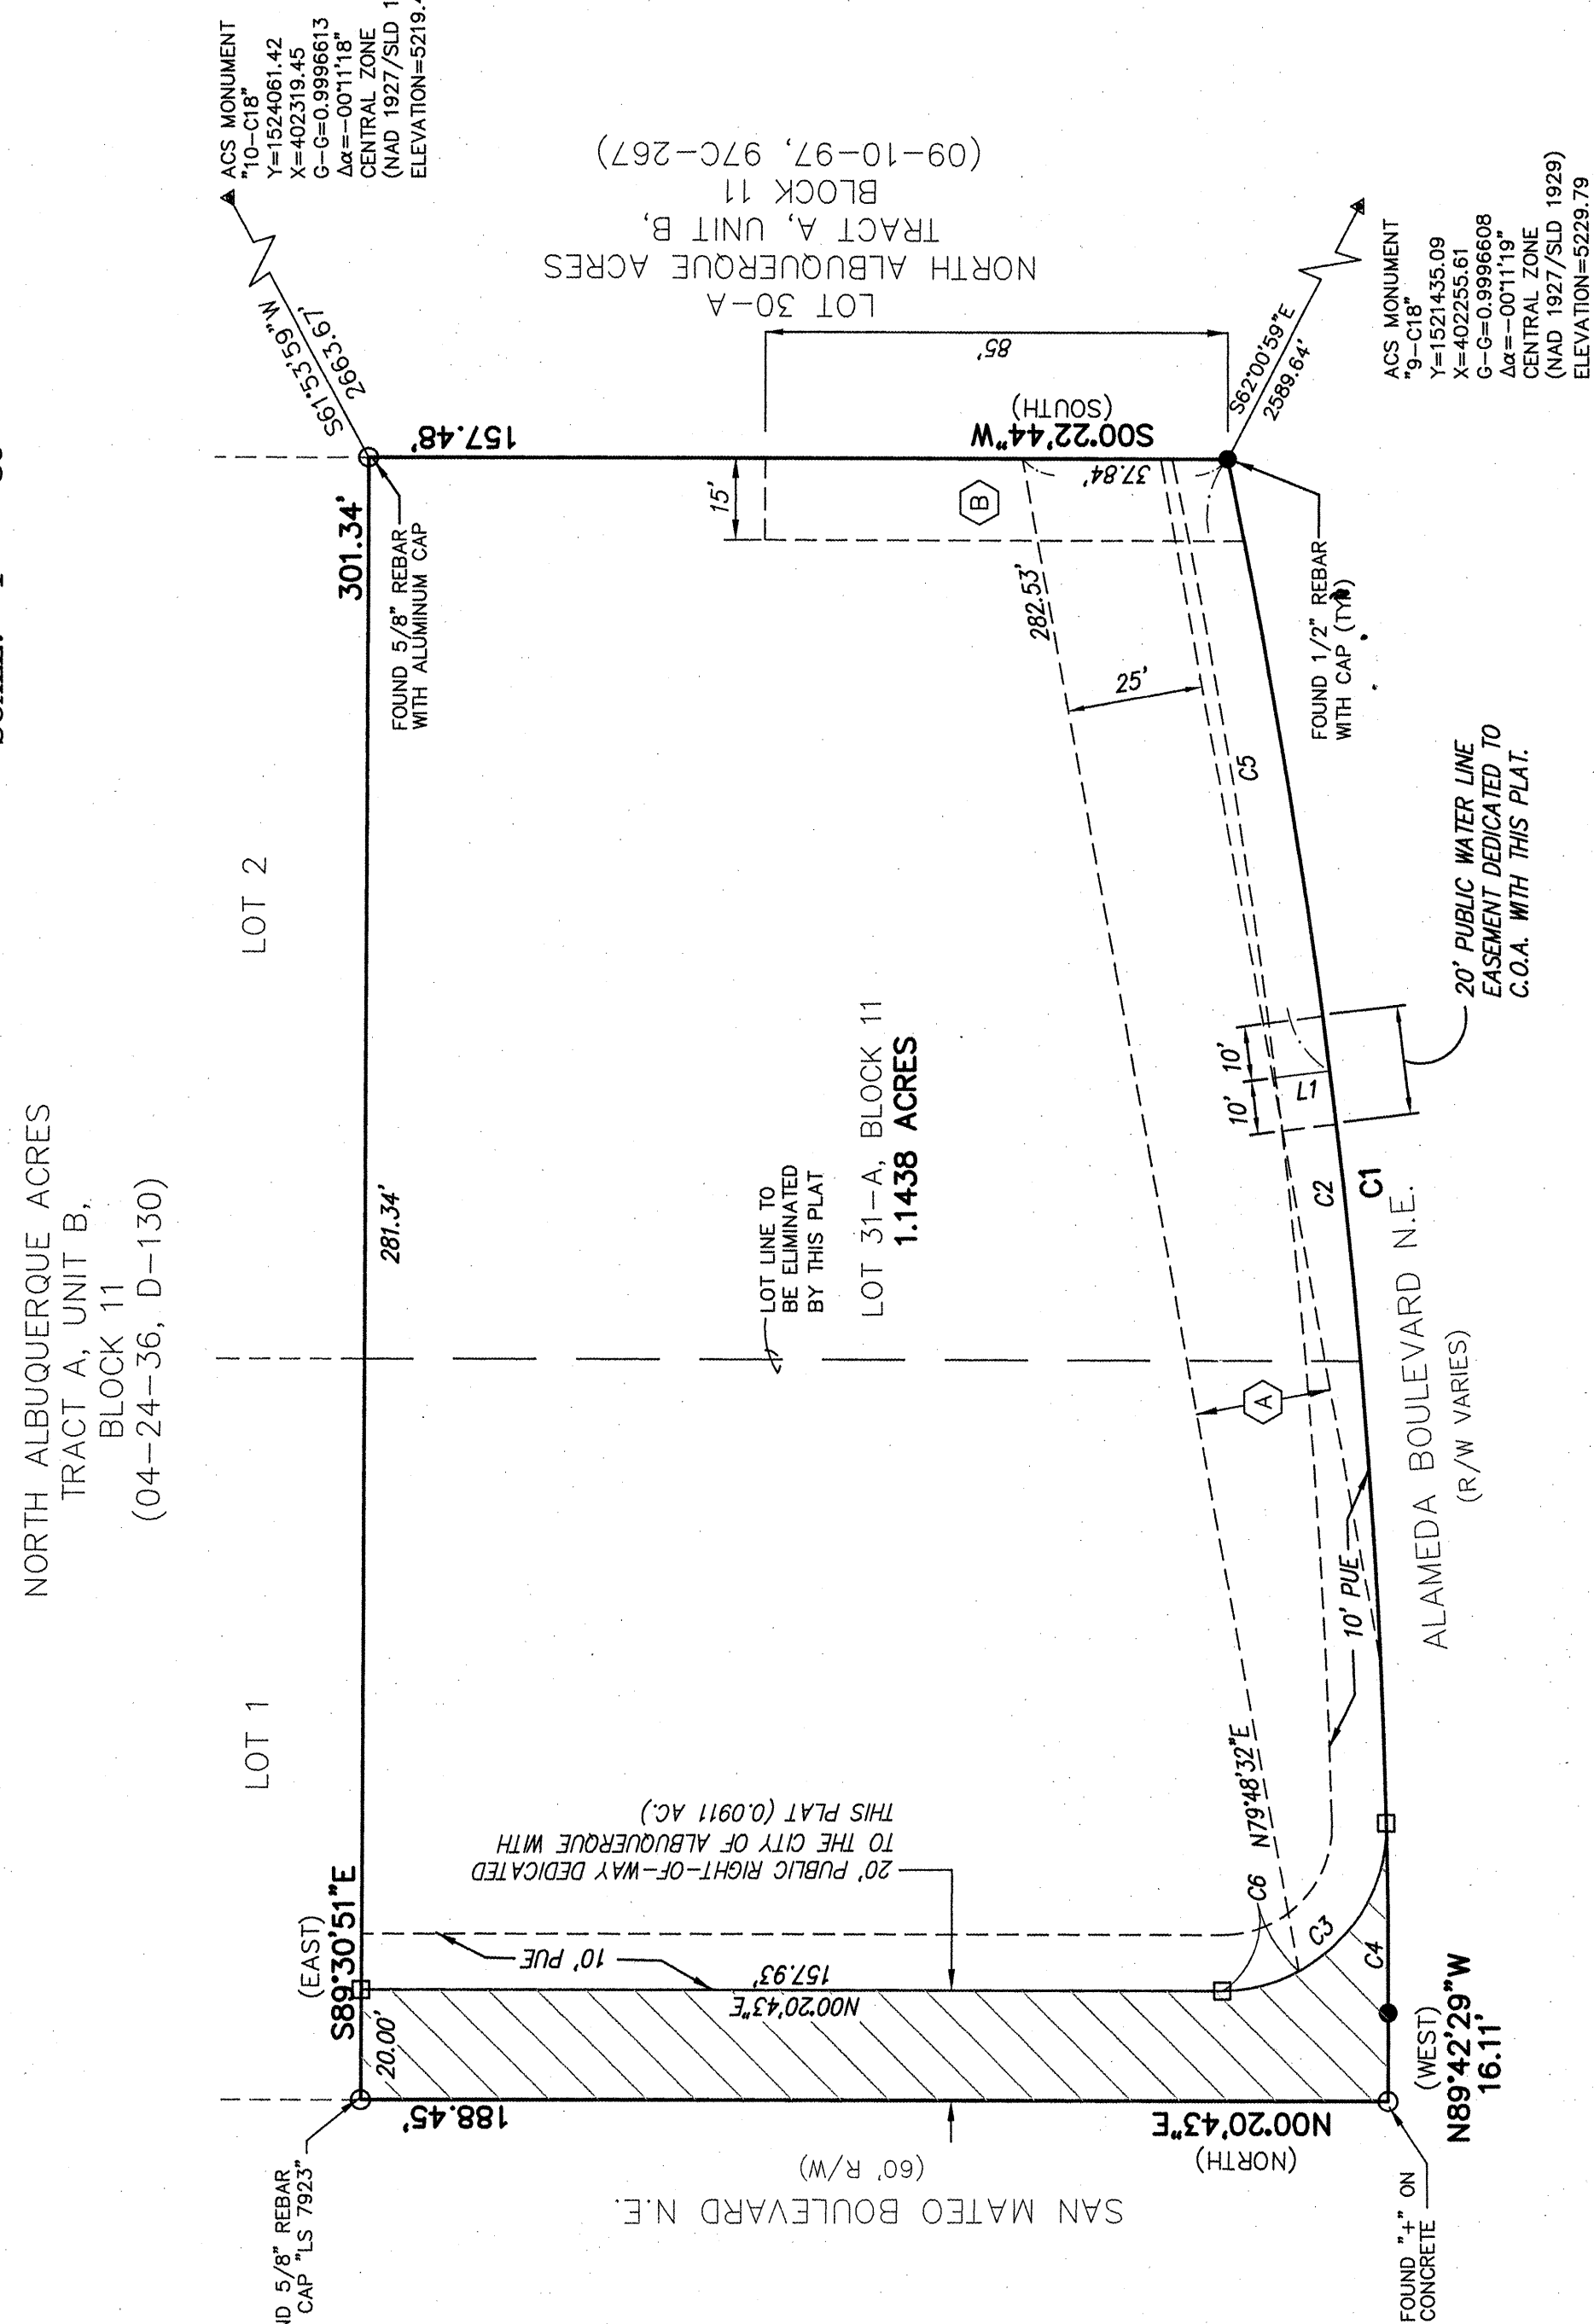 NORTH ALBUQUERQUE ACRES
TRACT A, UNIT B,
BLOCK 11
(04-24-36, D-130)
LOT 1
LOT 2
ACS MONUMENT
"10-C18"
Y=1524061.42
X=402319.45
G-G=0.9996613
Δα=-00°11'18"
CENTRAL ZONE
(NAD 1927/SLD
S61°53'59"W
2663.67'
ND 5/8" REBAR
CAP "LS 7923"
(EAST)
S89°30'51"E
20.00'
281.34'
301.34'
FOUND 5/8" REBAR
WITH ALUMINUM CAP
188.45'
N00°20'43"E
(NORTH)
(60' R/W)
SAN MATEO BOULEVARD N.E.
10' PUE
157.93'
N00°20'43"E
20' PUBLIC RIGHT-OF-WAY DEDICATED
TO THE CITY OF ALBUQUERQUE WITH
THIS PLAT (0.0911 AC.)
LOT LINE TO
BE ELIMINATED
BY THIS PLAT
LOT 31-A, BLOCK 11
1.1438 ACRES
157.48'
S00°22'44"W
(SOUTH)
15'
85'
B
37.84'
LOT 30-A
NORTH ALBUQUERQUE ACRES
TRACT A, UNIT B,
BLOCK 11
(09-10-97, 97C-267)
C6
N79°48'32"E
282.53'
25'
A
C3
C4
10' PUE
C2
C1
10'
10'
L1
C5
FOUND 1/2" REBAR
WITH CAP
S62°00'59"E
2589.64'
ACS MONUMENT
"9-C18"
Y=1521435.09
X=402255.61
G-G=0.9996608
Δα=-00°11'19"
CENTRAL ZONE
(NAD 1927/SLD 1929)
ELEVATION=5229.79
20' PUBLIC WATER LINE
EASEMENT DEDICATED TO
C.O.A. WITH THIS PLAT.
ALAMEDA BOULEVARD N.E.
(R/W VARIES)
(WEST)
N89°42'29"W
16.11'
FOUND "+" ON
CONCRETE